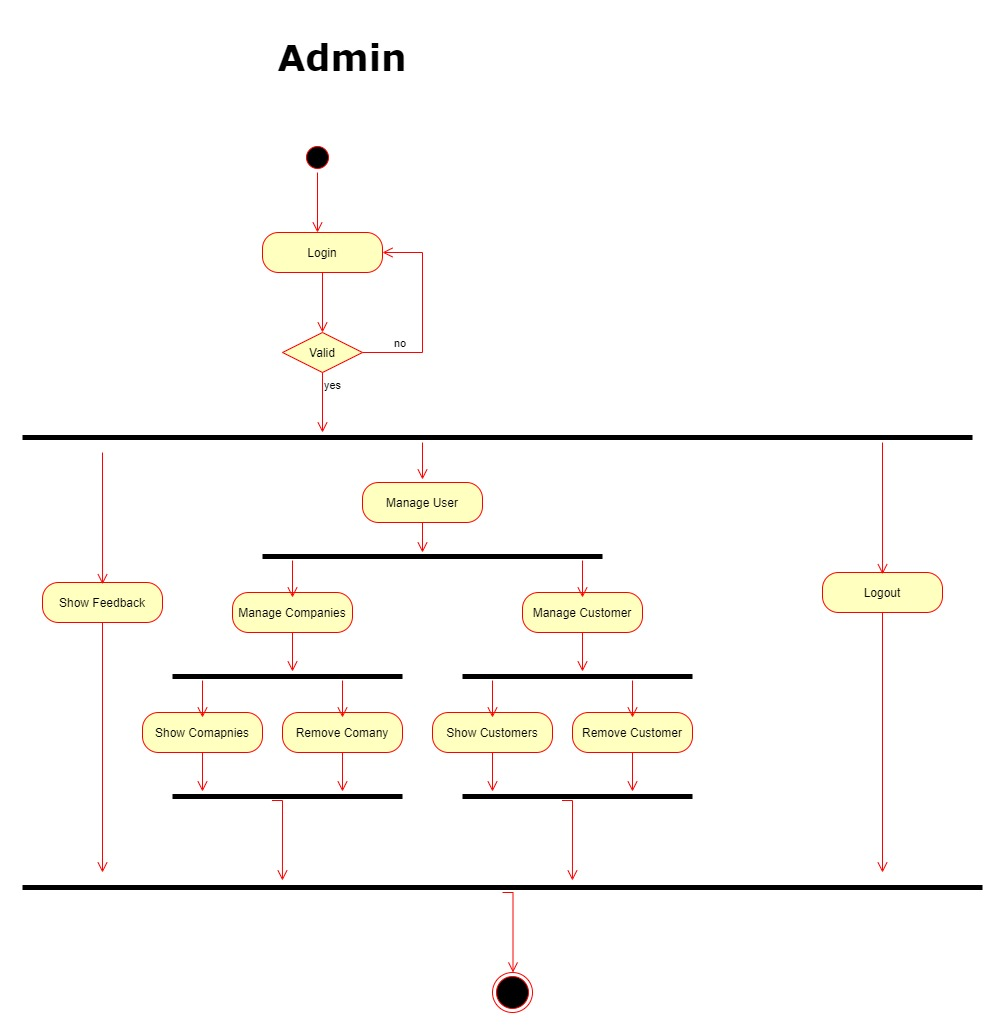 Admin
Login
Valid
no
yes
Manage User
Show Feedback
Manage Companies
Manage Customer
Logout
Show Comapnies
Remove Comany
Show Customers
Remove Customer